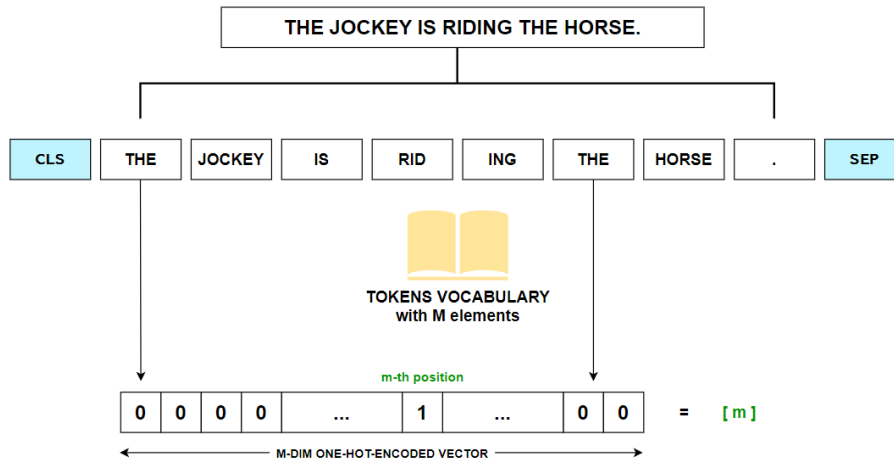 THE JOCKEY IS RIDING THE HORSE.
CLS THE JOCKEY IS RID ING THE HORSE . SEP
TOKENS VOCABULARY
with M elements
m-th position
0 0 0 0 ... 1 ... 0 0 = [ m ]
M-DIM ONE-HOT-ENCODED VECTOR